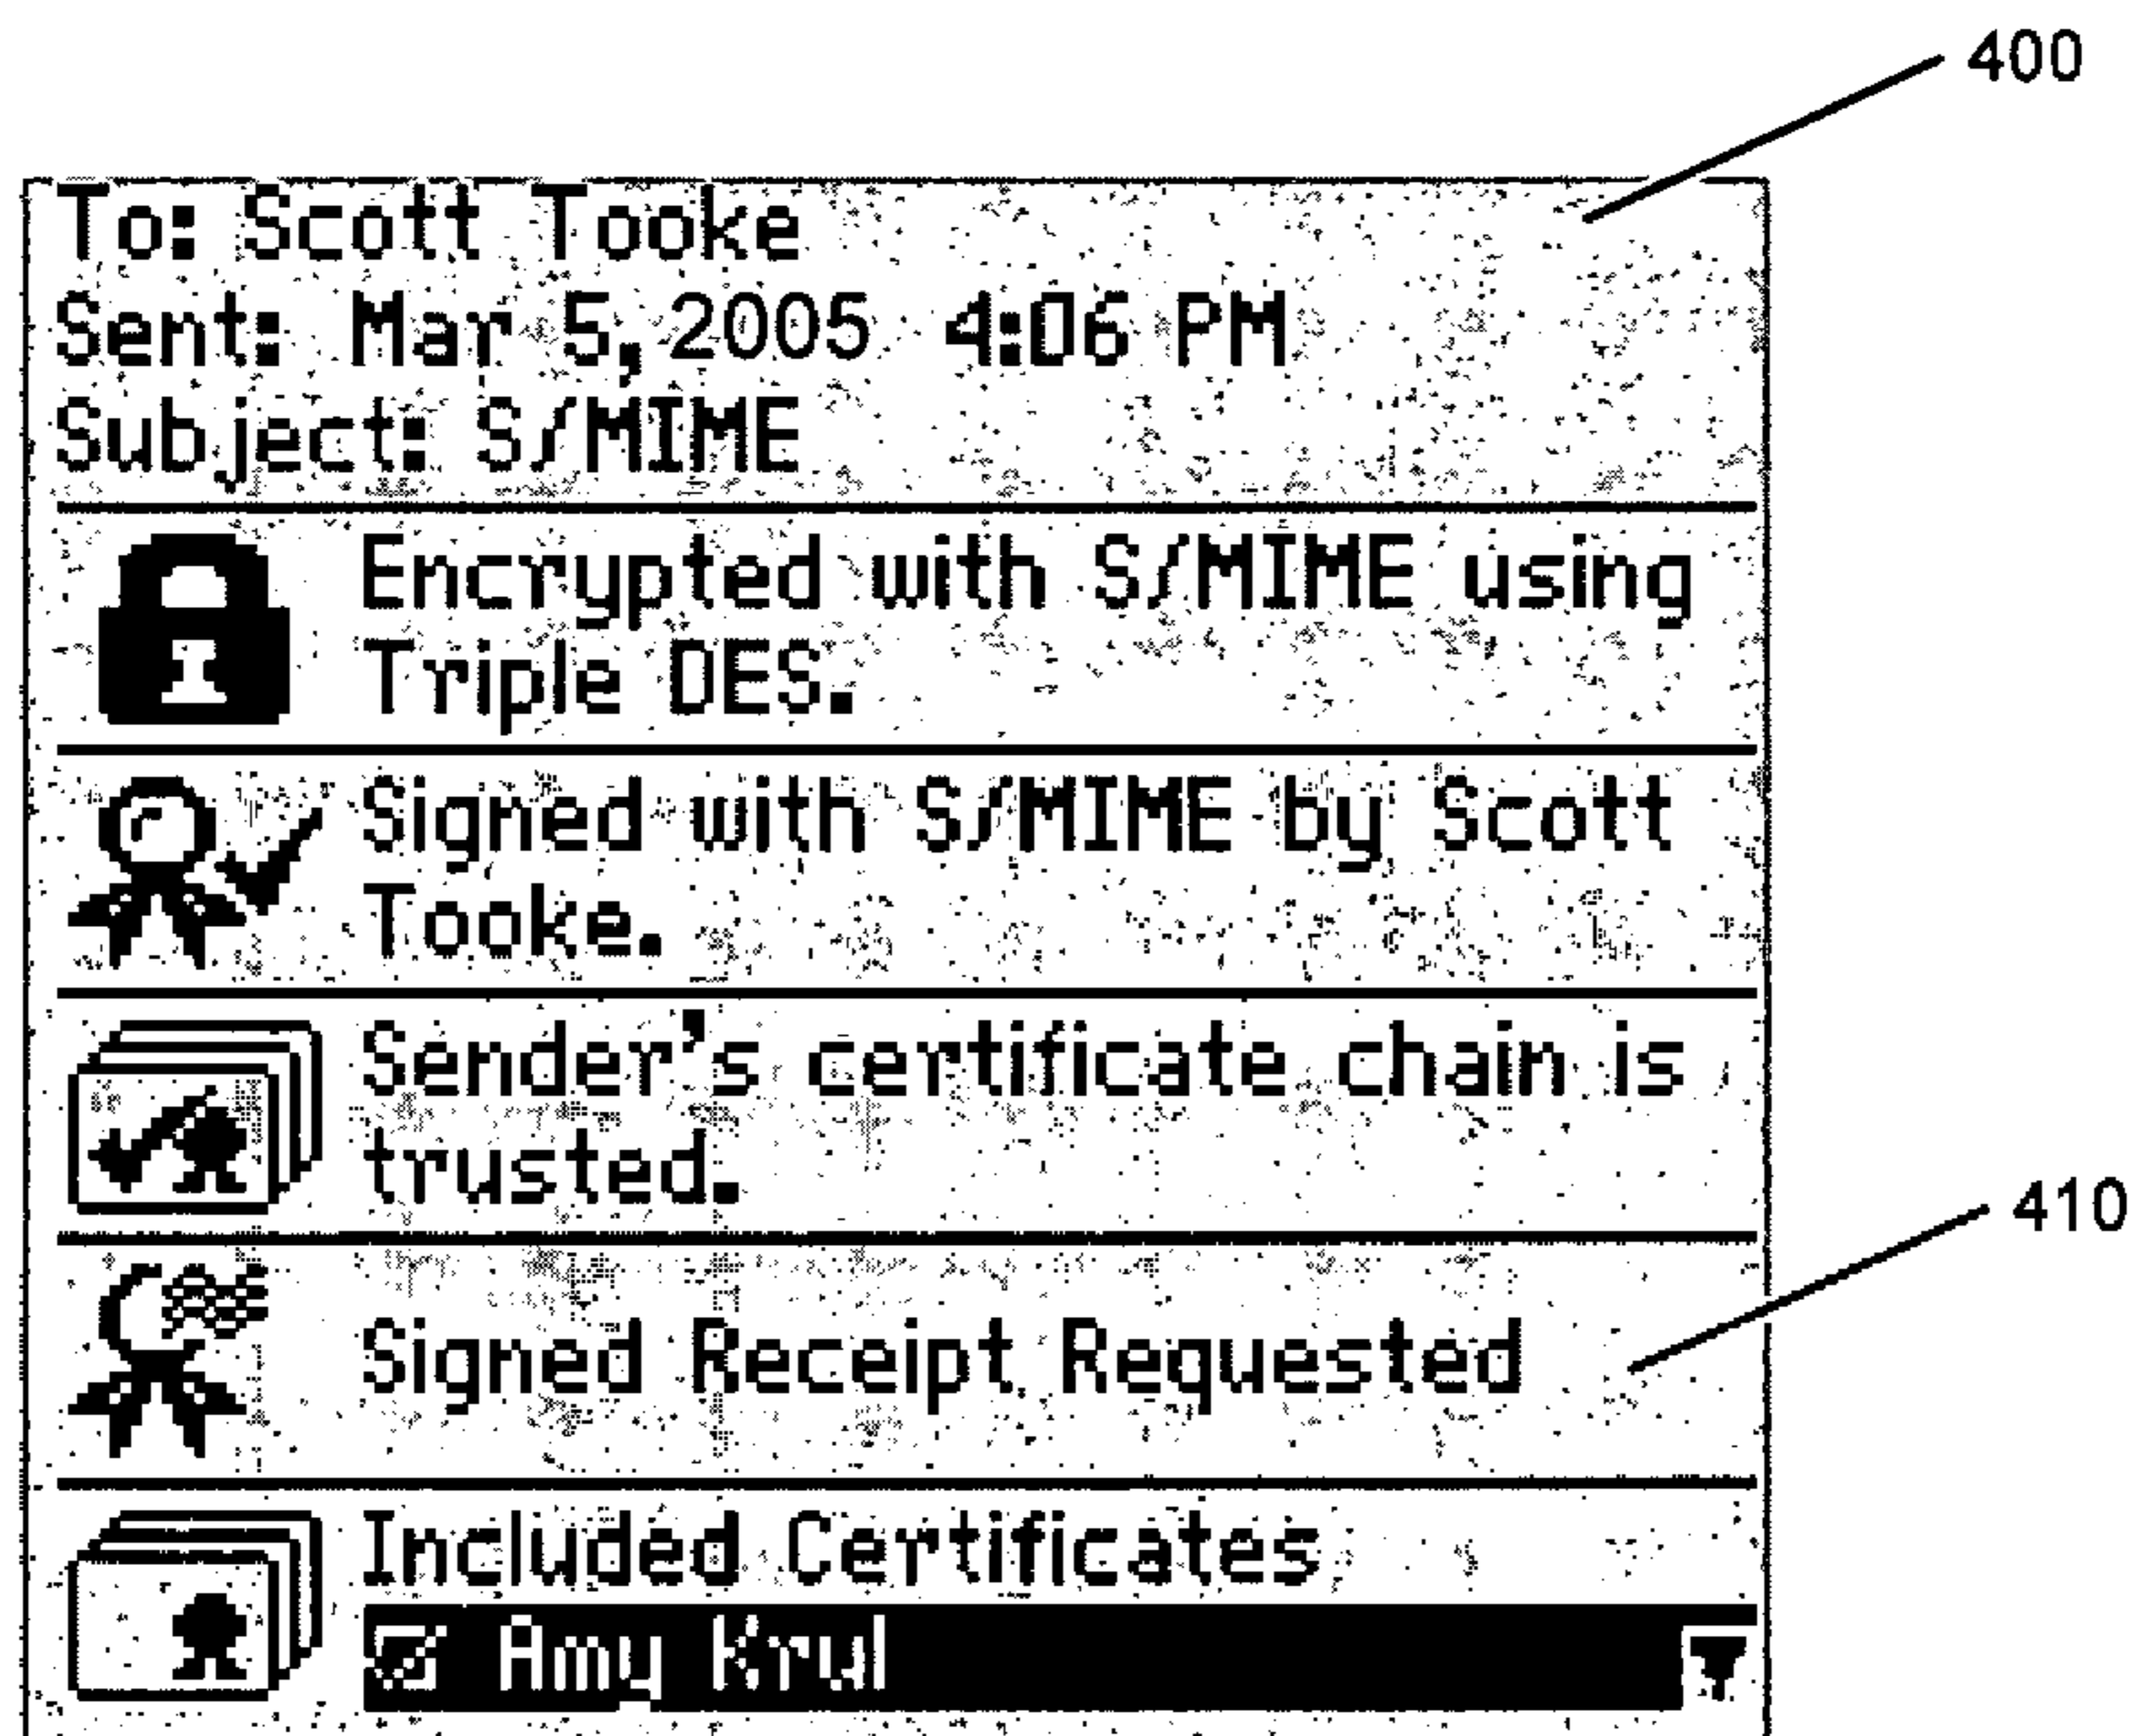 400
To: Scott Tooke
Sent: Mar 5, 2005 4:06 PM
Subject: S/MIME
Encrypted with S/MIME using
Triple DES.
Signed with S/MIME by Scott
Tooke.
Sender's certificate chain is
trusted.
410
Signed Receipt Requested
Included Certificates
Amy Krul